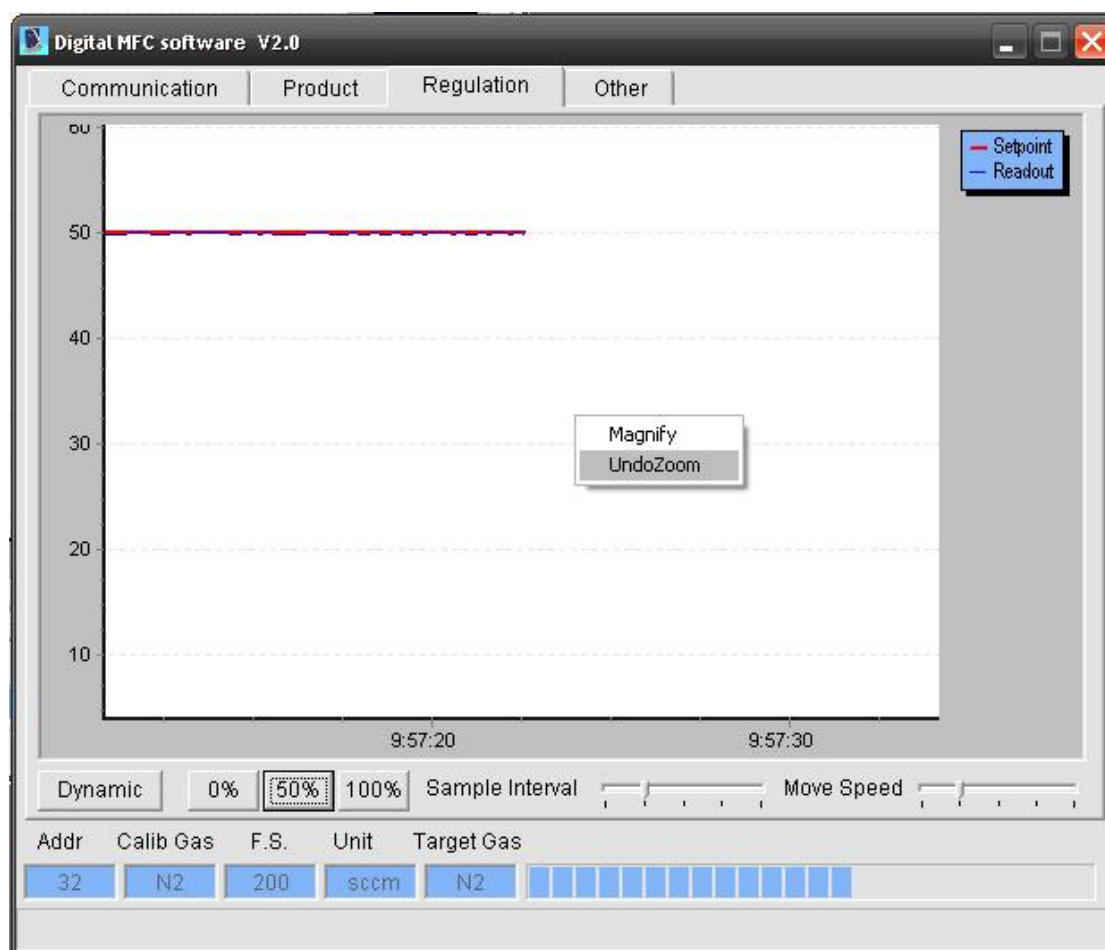 Digital MFC software V2.0
Communication Product Regulation Other
60
Setpoint
Readout
50
40
30
Magnify
UndoZoom
20
10
9:57:20 9:57:30
Dynamic 0% 50% 100% Sample Interval Move Speed
Addr Calib Gas F.S. Unit Target Gas
32 N2 200 sccm N2